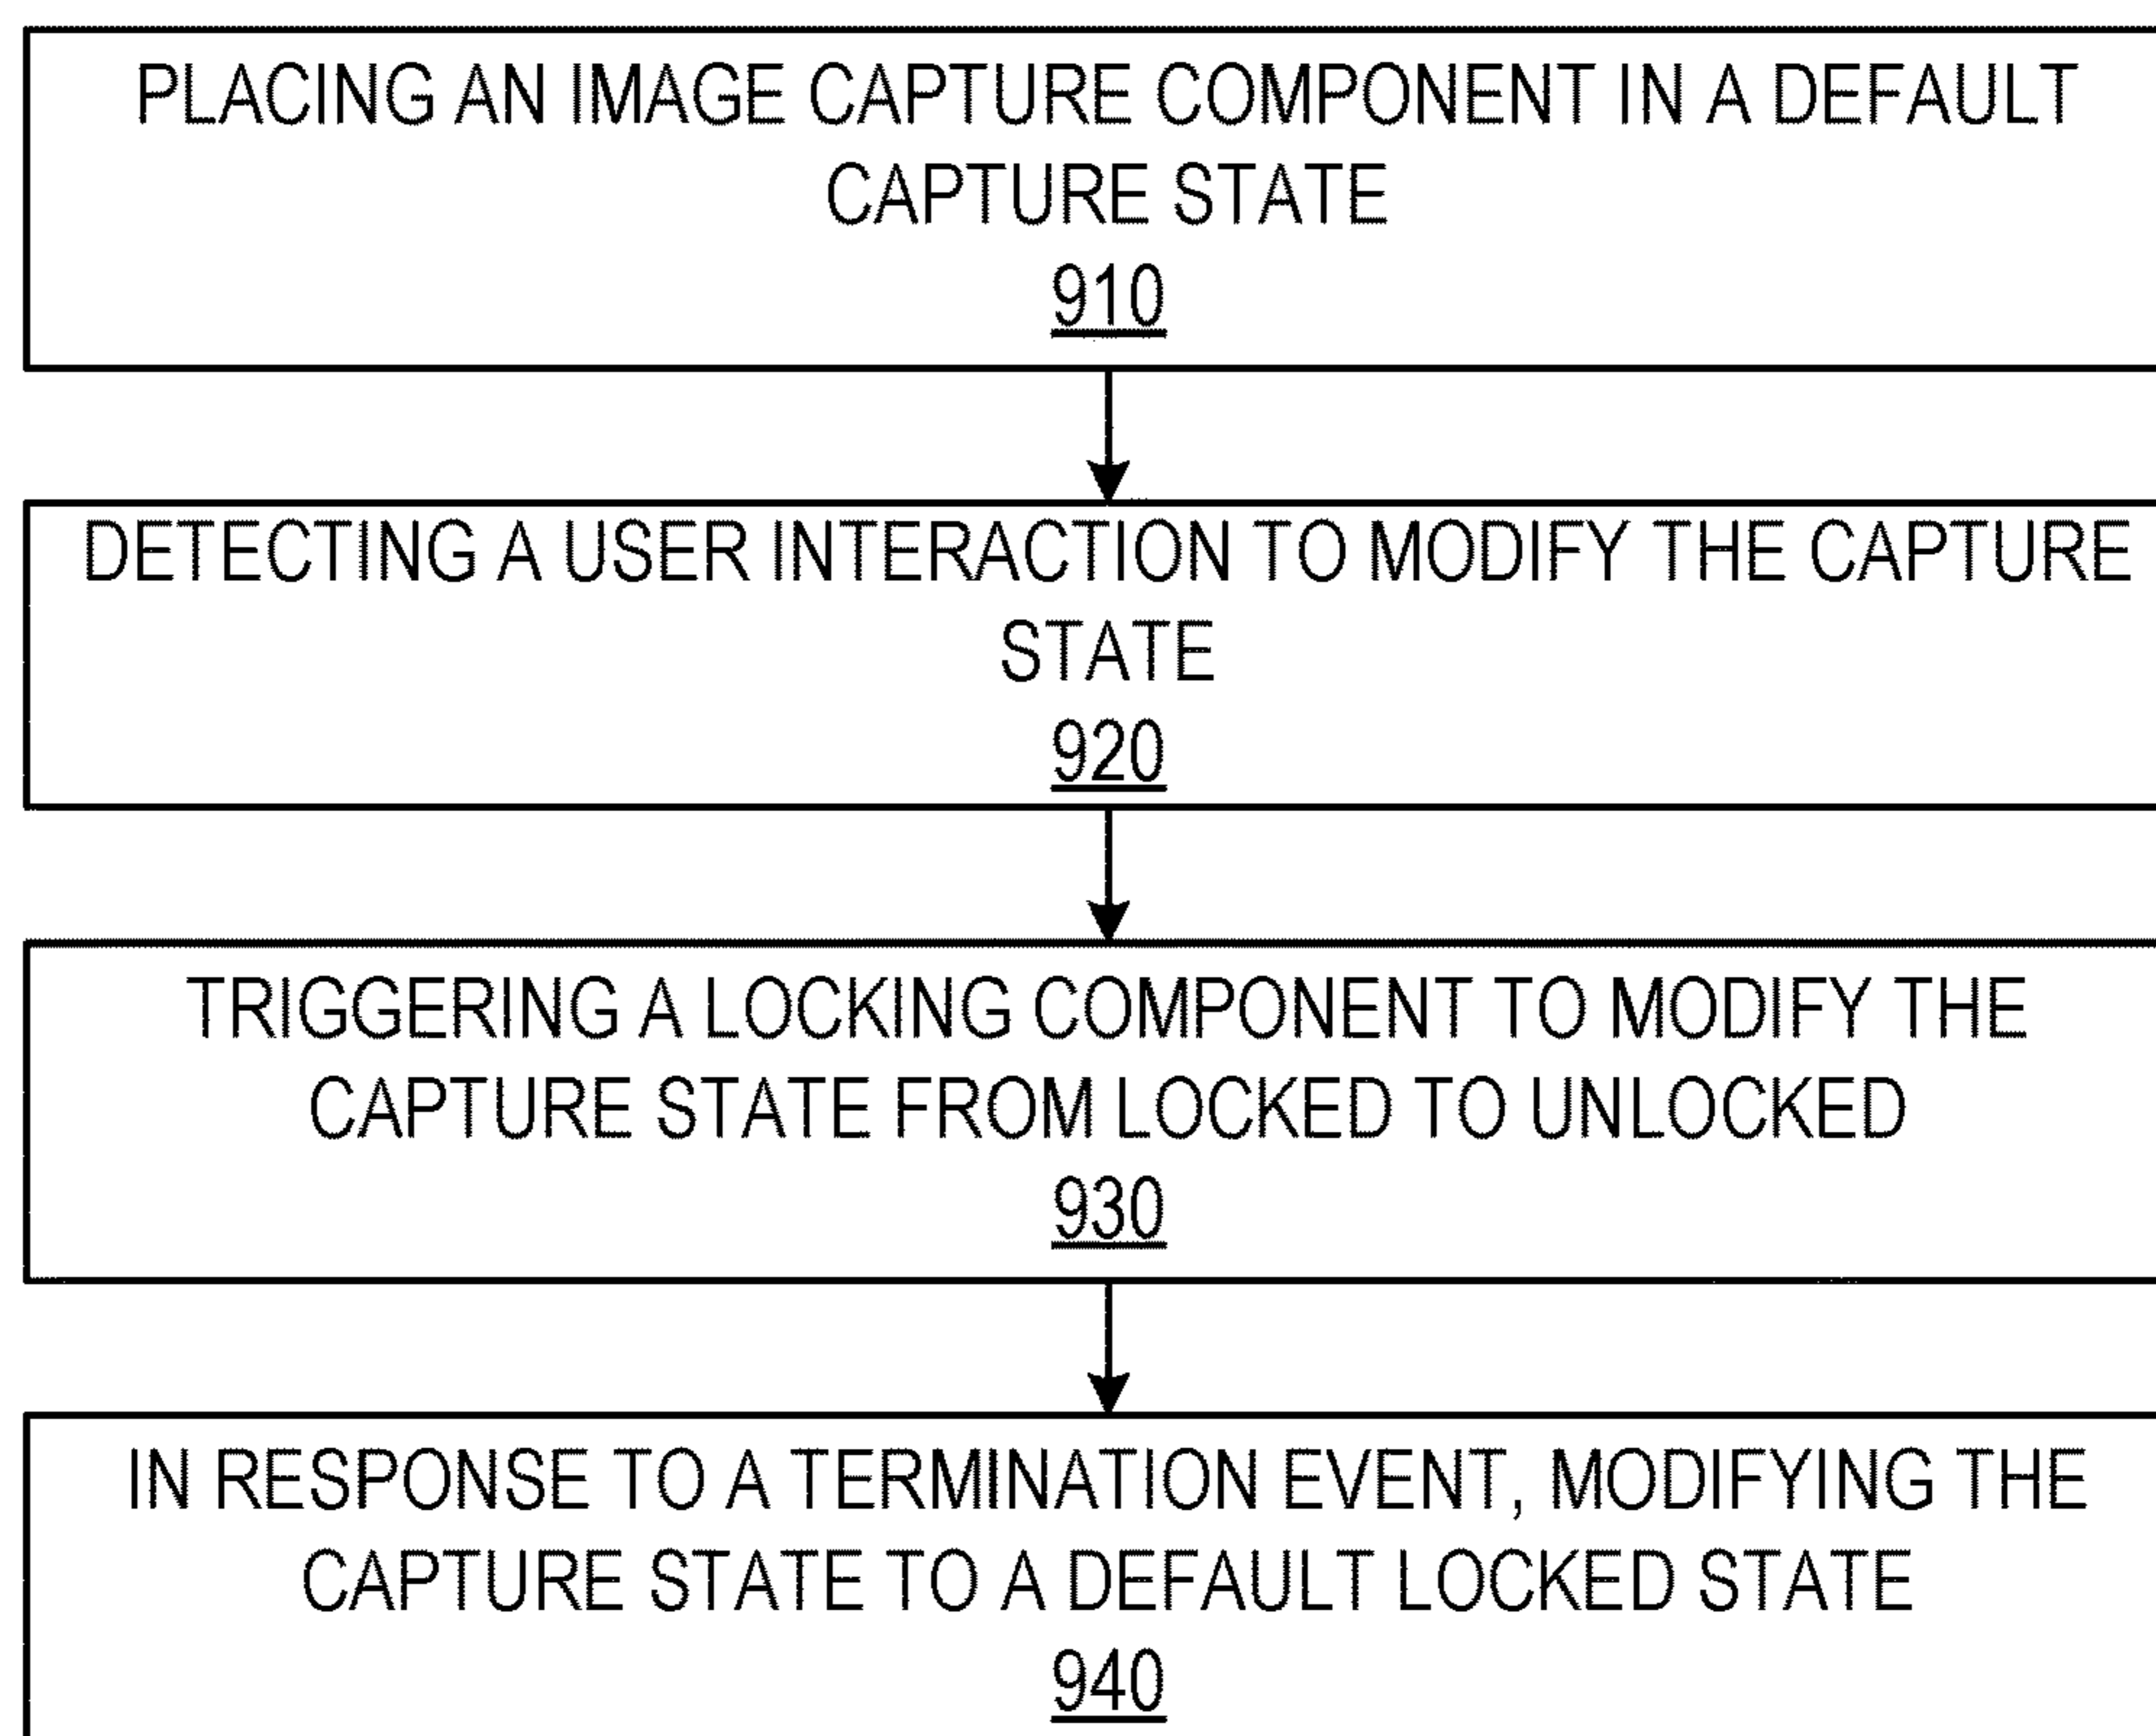 PLACING AN IMAGE CAPTURE COMPONENT IN A DEFAULT
CAPTURE STATE
910
DETECTING A USER INTERACTION TO MODIFY THE CAPTURE
STATE
920
TRIGGERING A LOCKING COMPONENT TO MODIFY THE
CAPTURE STATE FROM LOCKED TO UNLOCKED
930
IN RESPONSE TO A TERMINATION EVENT, MODIFYING THE
CAPTURE STATE TO A DEFAULT LOCKED STATE
940